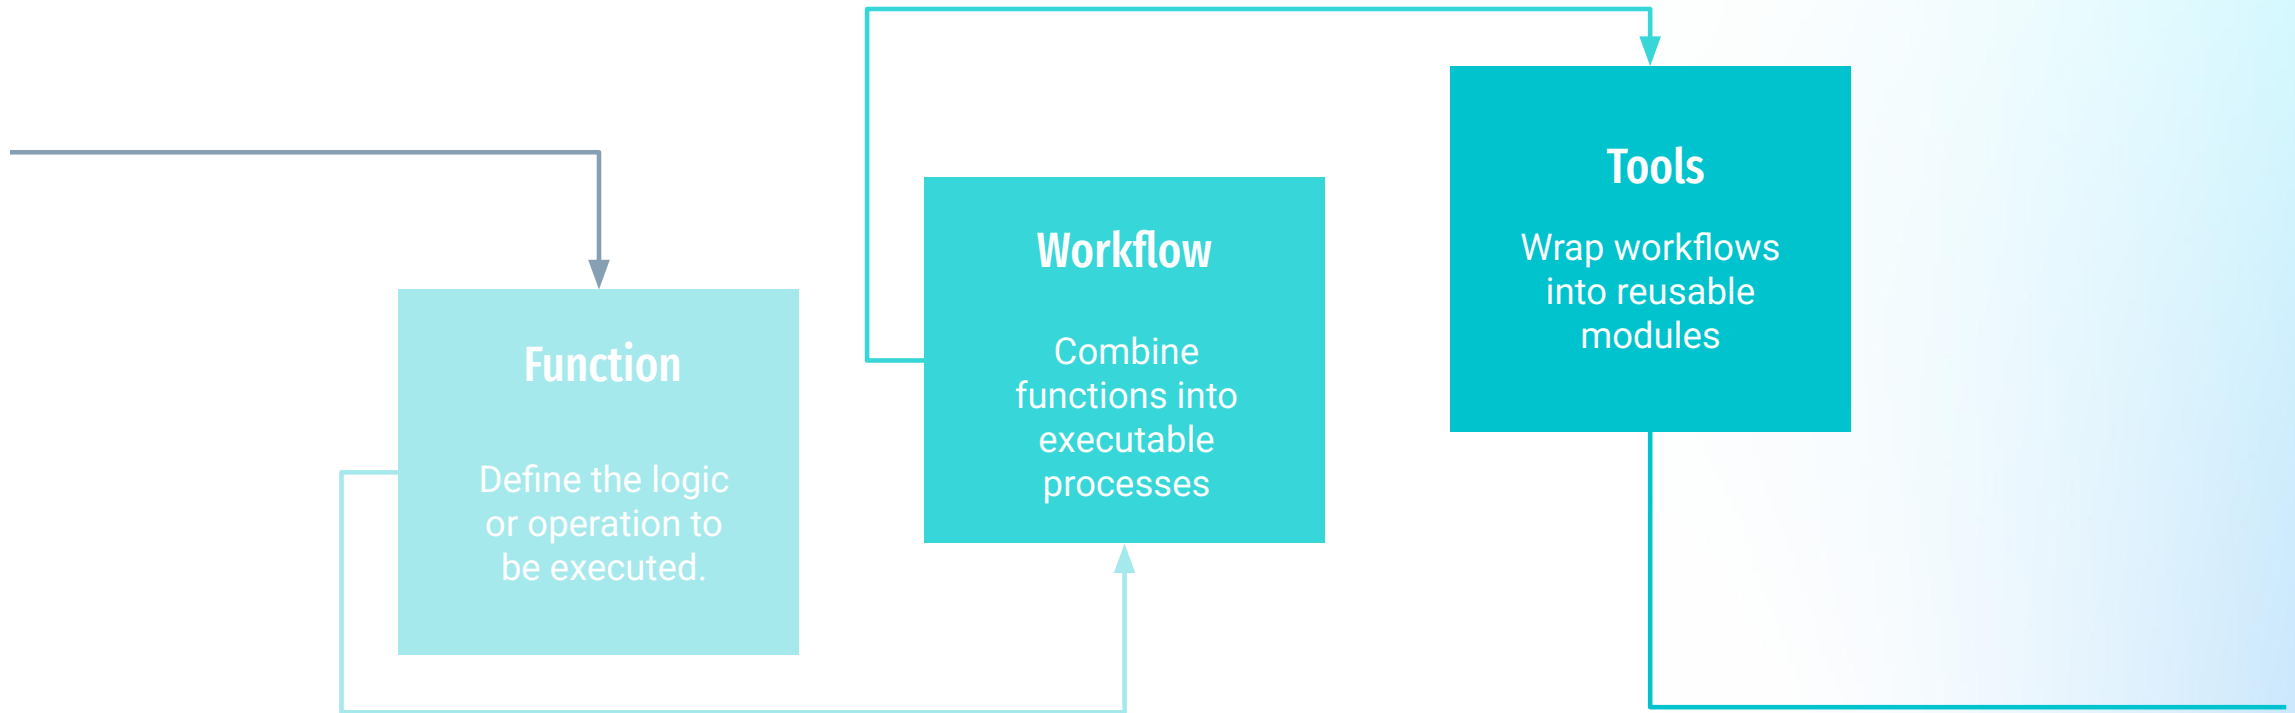 Function
Define the logic
or operation to
be executed.
Workflow
Combine
functions into
executable
processes
Tools
Wrap workflows
into reusable
modules